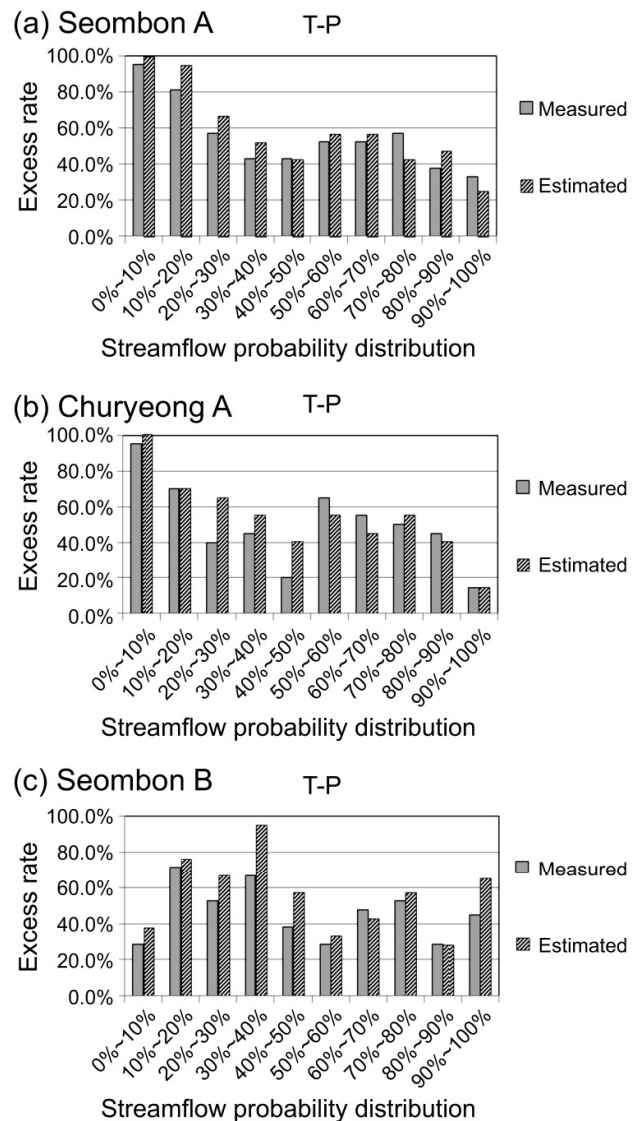 (a) Seombon A
T-P
Excess rate
100.0%
80.0%
60.0%
40.0%
20.0%
0.0%
0%~10%
10%~20%
20%~30%
30%~40%
40%~50%
50%~60%
60%~70%
70%~80%
80%~90%
90%~100%
Streamflow probability distribution
Measured
Estimated
(b) Churyeong A
T-P
Excess rate
100.0%
80.0%
60.0%
40.0%
20.0%
0.0%
0%~10%
10%~20%
20%~30%
30%~40%
40%~50%
50%~60%
60%~70%
70%~80%
80%~90%
90%~100%
Streamflow probability distribution
Measured
Estimated
(c) Seombon B
T-P
Excess rate
100.0%
80.0%
60.0%
40.0%
20.0%
0.0%
0%~10%
10%~20%
20%~30%
30%~40%
40%~50%
50%~60%
60%~70%
70%~80%
80%~90%
90%~100%
Streamflow probability distribution
Measured
Estimated